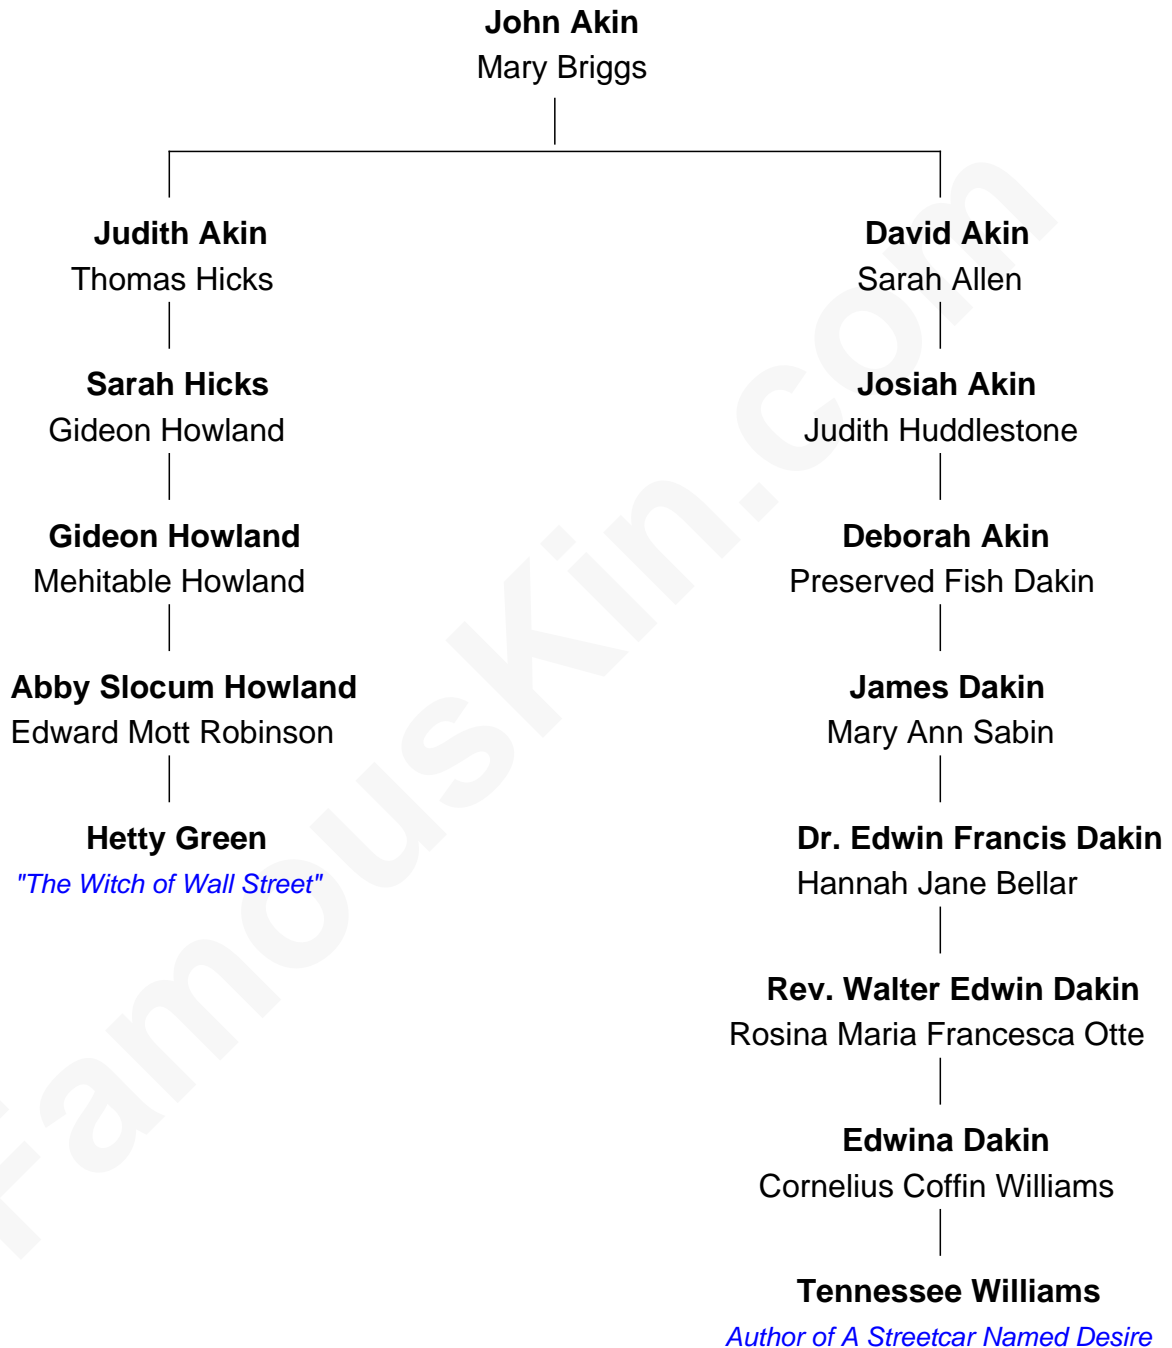 John Akin
Mary Briggs
Judith Akin
Thomas Hicks
David Akin
Sarah Allen
Sarah Hicks
Gideon Howland
Josiah Akin
Judith Huddlestone
Gideon Howland
Mehitable Howland
Deborah Akin
Preserved Fish Dakin
Abby Slocum Howland
Edward Mott Robinson
James Dakin
Mary Ann Sabin
Hetty Green
"The Witch of Wall Street"
Dr. Edwin Francis Dakin
Hannah Jane Bellar
Rev. Walter Edwin Dakin
Rosina Maria Francesca Otte
Edwina Dakin
Cornelius Coffin Williams
Tennessee Williams
Author of A Streetcar Named Desire
FamousKin.com